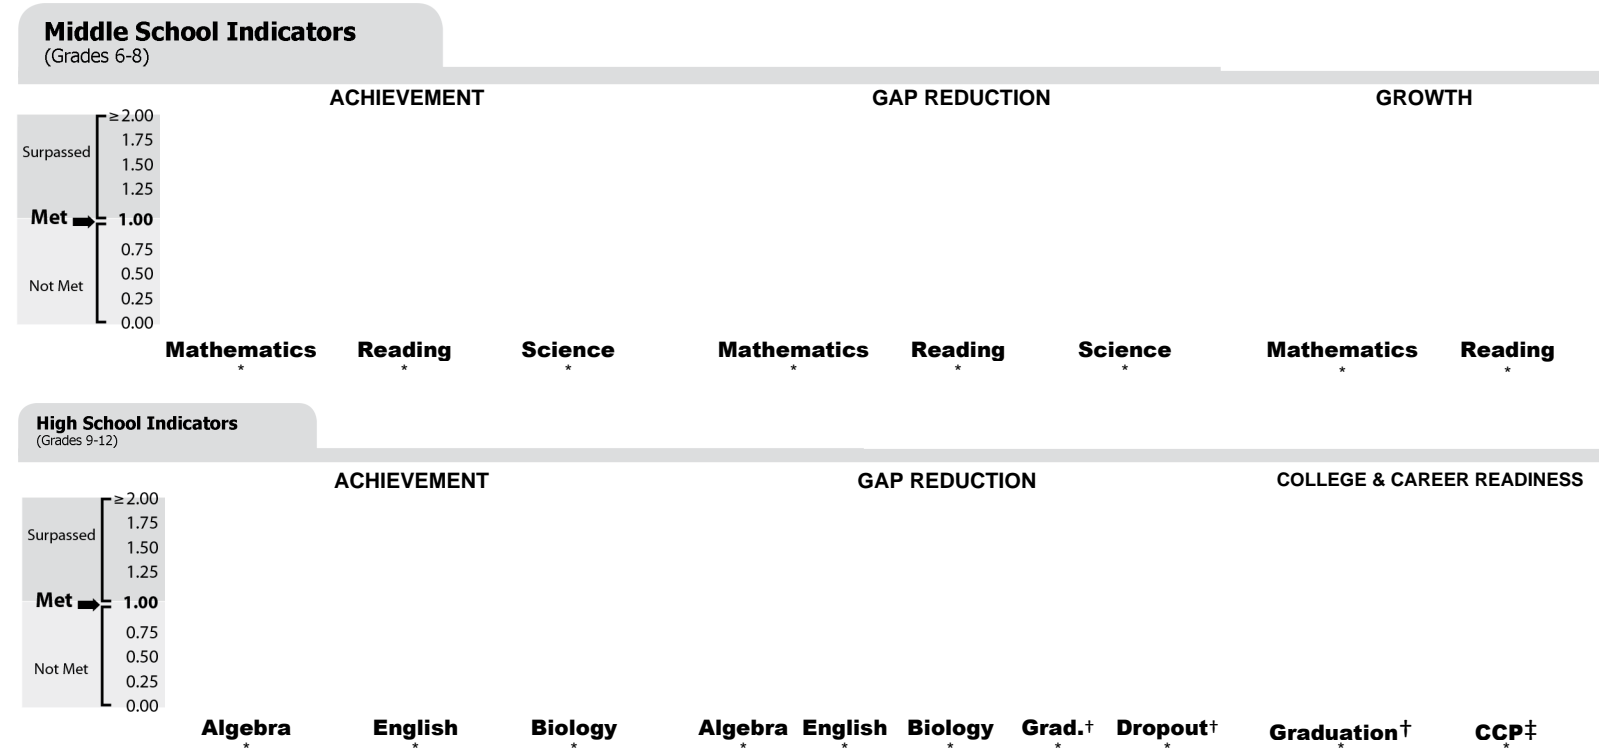 Middle School Indicators
(Grades 6-8)
ACHIEVEMENT GAP REDUCTION GROWTH
≥2.00
1.75
Surpassed
1.50
1.25
Met 1.00
0.75
0.50
Not Met
0.25
0.00
Mathematics Reading Science Mathematics Reading Science Mathematics Reading
* * * * * * * *
High School Indicators
(Grades 9-12)
ACHIEVEMENT GAP REDUCTION COLLEGE & CAREER READINESS
≥2.00
1.75
Surpassed
1.50
1.25
Met 1.00
0.75
0.50
Not Met
0.25
0.00
Algebra English Biology Algebra English Biology Grad.† Dropout† Graduation† CCP‡
* * * * * * * * * *